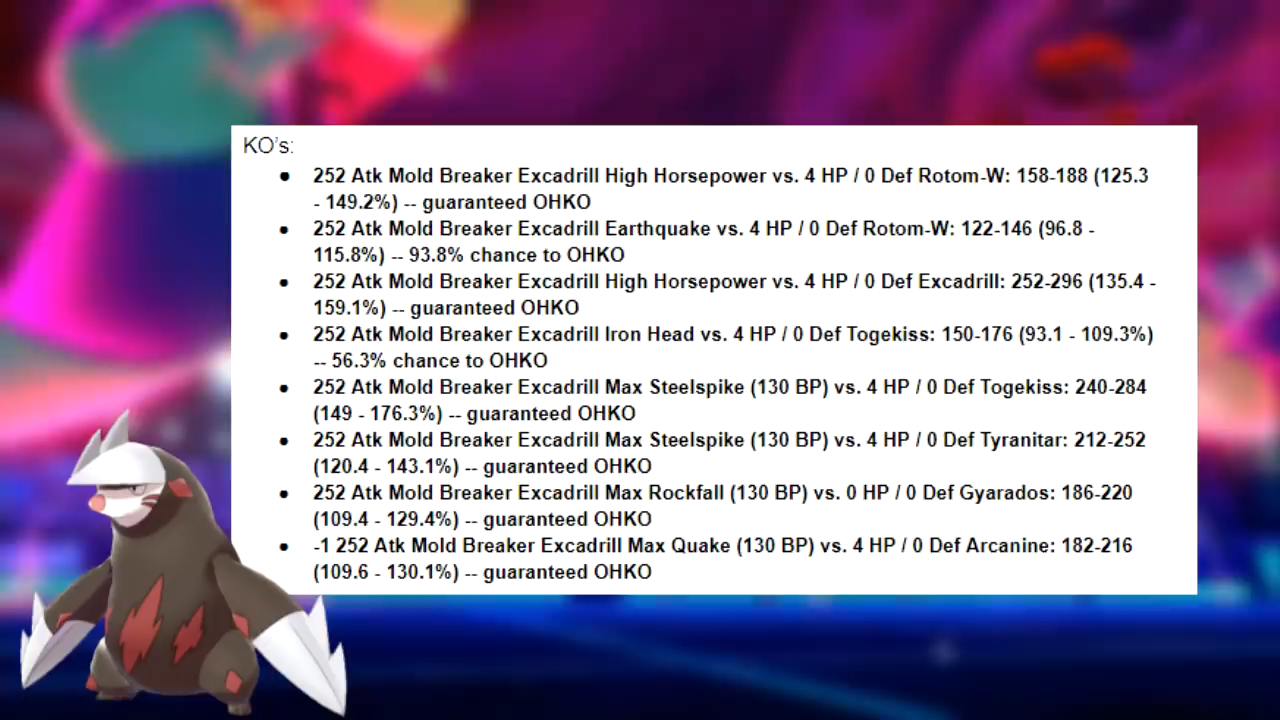 KO's:
● 252 Atk Mold Breaker Excadrill High Horsepower vs. 4 HP / 0 Def Rotom-W: 158-188 (125.3
- 149.2%) -- guaranteed OHKO
● 252 Atk Mold Breaker Excadrill Earthquake vs. 4 HP / 0 Def Rotom-W: 122-146 (96.8 -
115.8%) -- 93.8% chance to OHKO
● 252 Atk Mold Breaker Excadrill High Horsepower vs. 4 HP / 0 Def Excadrill: 252-296 (135.4 -
159.1%) -- guaranteed OHKO
● 252 Atk Mold Breaker Excadrill Iron Head vs. 4 HP / 0 Def Togekiss: 150-176 (93.1 - 109.3%)
-- 56.3% chance to OHKO
● 252 Atk Mold Breaker Excadrill Max Steelspike (130 BP) vs. 4 HP / 0 Def Togekiss: 240-284
(149 - 176.3%) -- guaranteed OHKO
● 252 Atk Mold Breaker Excadrill Max Steelspike (130 BP) vs. 4 HP / 0 Def Tyranitar: 212-252
(120.4 - 143.1%) -- guaranteed OHKO
● 252 Atk Mold Breaker Excadrill Max Rockfall (130 BP) vs. 0 HP / 0 Def Gyarados: 186-220
(109.4 - 129.4%) -- guaranteed OHKO
● -1 252 Atk Mold Breaker Excadrill Max Quake (130 BP) vs. 4 HP / 0 Def Arcanine: 182-216
(109.6 - 130.1%) -- guaranteed OHKO